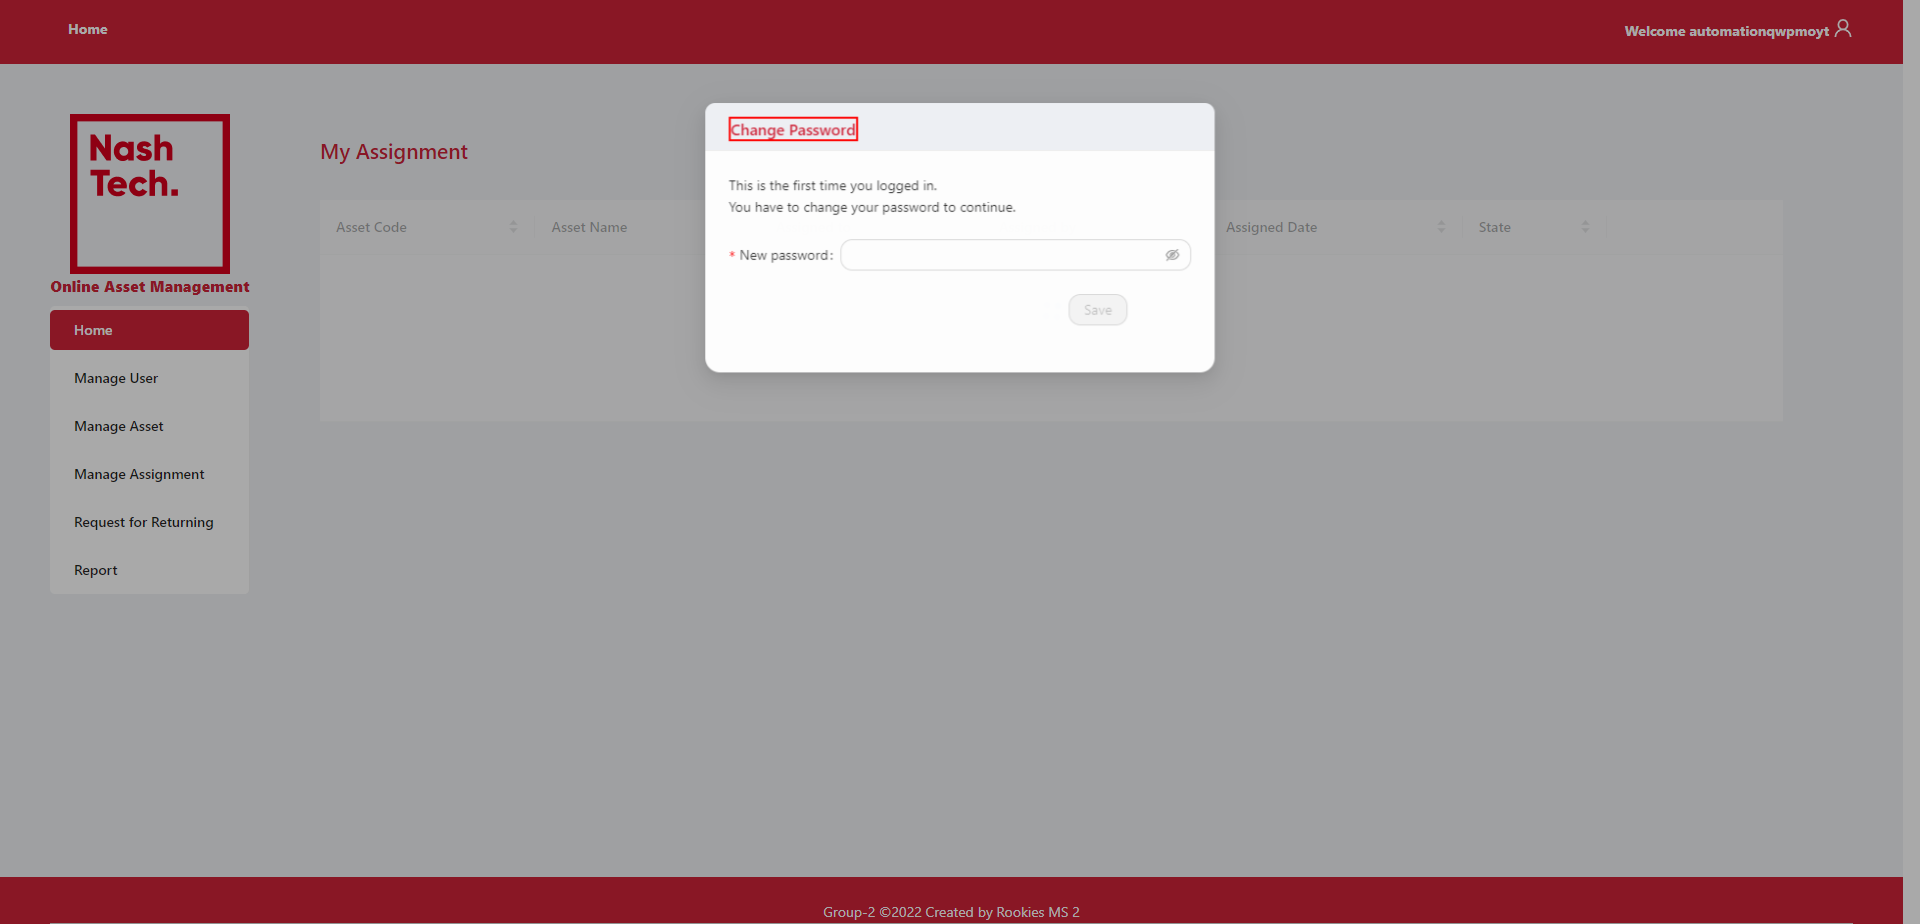 Home
Welcome automationqwpmoyt
Nash
Tech.
Online Asset Management
Home
Manage User
Manage Asset
Manage Assignment
Request for Returning
Report
My Assignment
Asset Code
Asset Name
Assigned Date
State
Change Password
This is the first time you logged in.
You have to change your password to continue.
* New password:
Save
Group-2 ©2022 Created by Rookies MS 2